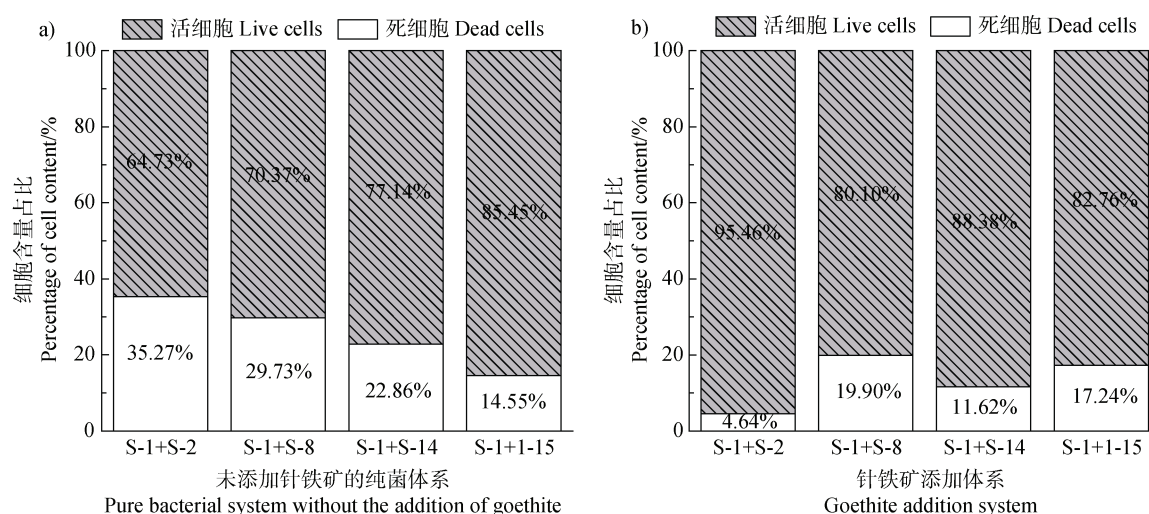 a)
活细胞 Live cells
死细胞 Dead cells
细胞含量占比
Percentage of cell content/%
100
80
60
40
20
0
64.73%
70.37%
77.14%
85.45%
35.27%
29.73%
22.86%
14.55%
S-1+S-2
S-1+S-8
S-1+S-14
S-1+1-15
未添加针铁矿的纯菌体系
Pure bacterial system without the addition of goethite
b)
活细胞 Live cells
死细胞 Dead cells
细胞含量占比
Percentage of cell content/%
100
80
60
40
20
0
95.46%
80.10%
88.38%
82.76%
4.64%
19.90%
11.62%
17.24%
S-1+S-2
S-1+S-8
S-1+S-14
S-1+1-15
针铁矿添加体系
Goethite addition system